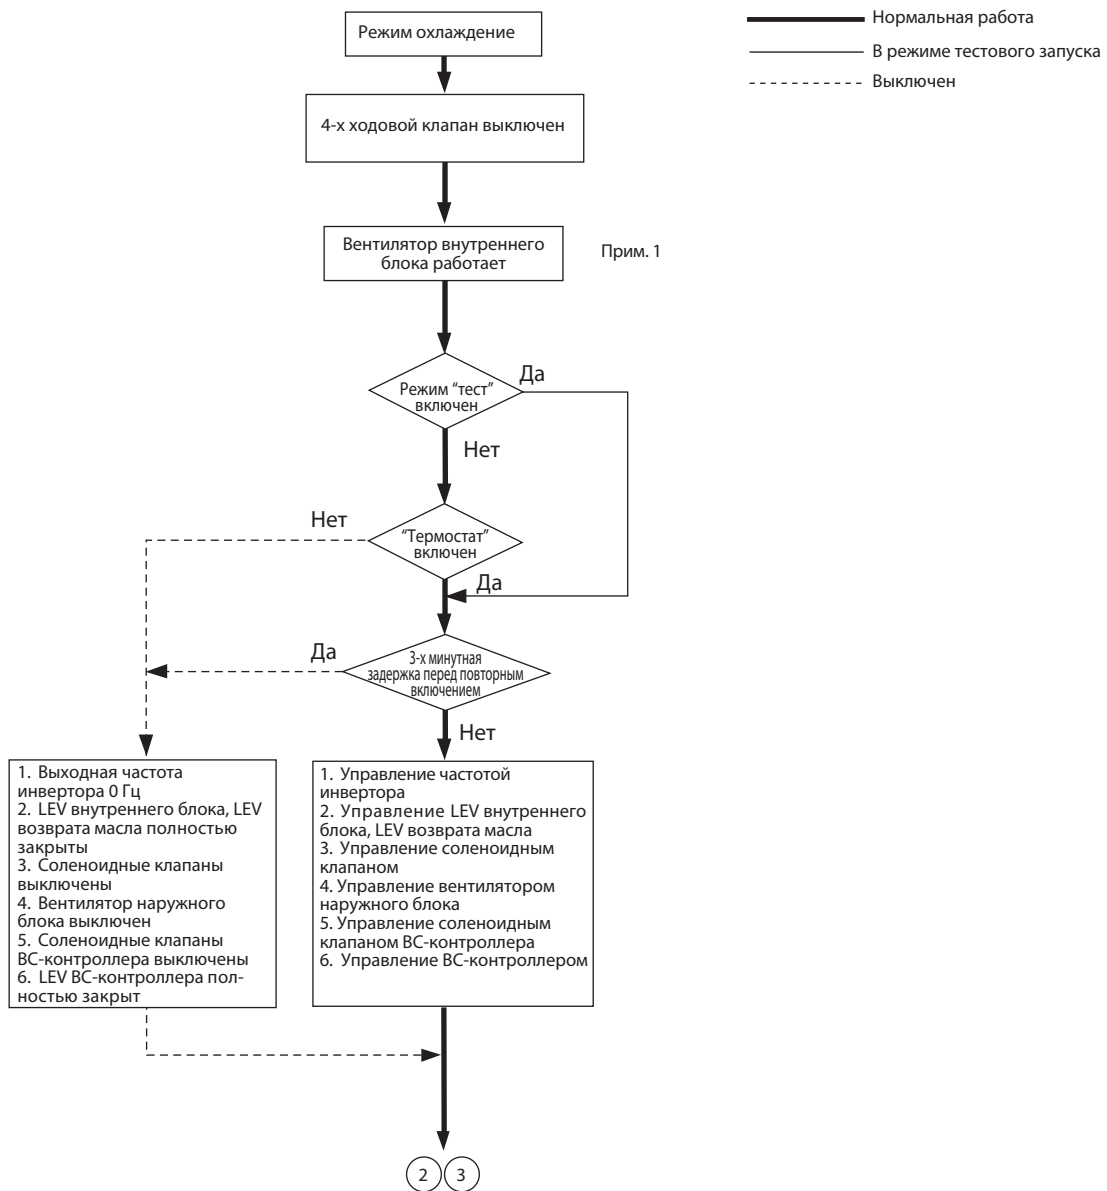 Режим охлаждение
Нормальная работа
В режиме тестового запуска
Выключен
4-х ходовой клапан выключен
Вентилятор внутреннего
блока работает
Прим. 1
Режим “тест”
включен
Да
Нет
“Термостат”
включен
Нет
Да
3-х минутная
задержка перед повторным
включением
Да
Нет
1. Выходная частота
инвертора 0 Гц
2. LEV внутреннего блока, LEV
возврата масла полностью
закрыты
3. Соленоидные клапаны
выключены
4. Вентилятор наружного
блока выключен
5. Соленоидные клапаны
ВС-контроллера выключены
6. LEV ВС-контроллера пол-
ностью закрыт
1. Управление частотой
инвертора
2. Управление LEV внутреннего
блока, LEV возврата масла
3. Управление соленоидным
клапаном
4. Управление вентилятором
наружного блока
5. Управление соленоидным
клапаном ВС-контроллера
6. Управление ВС-контроллером
2 3